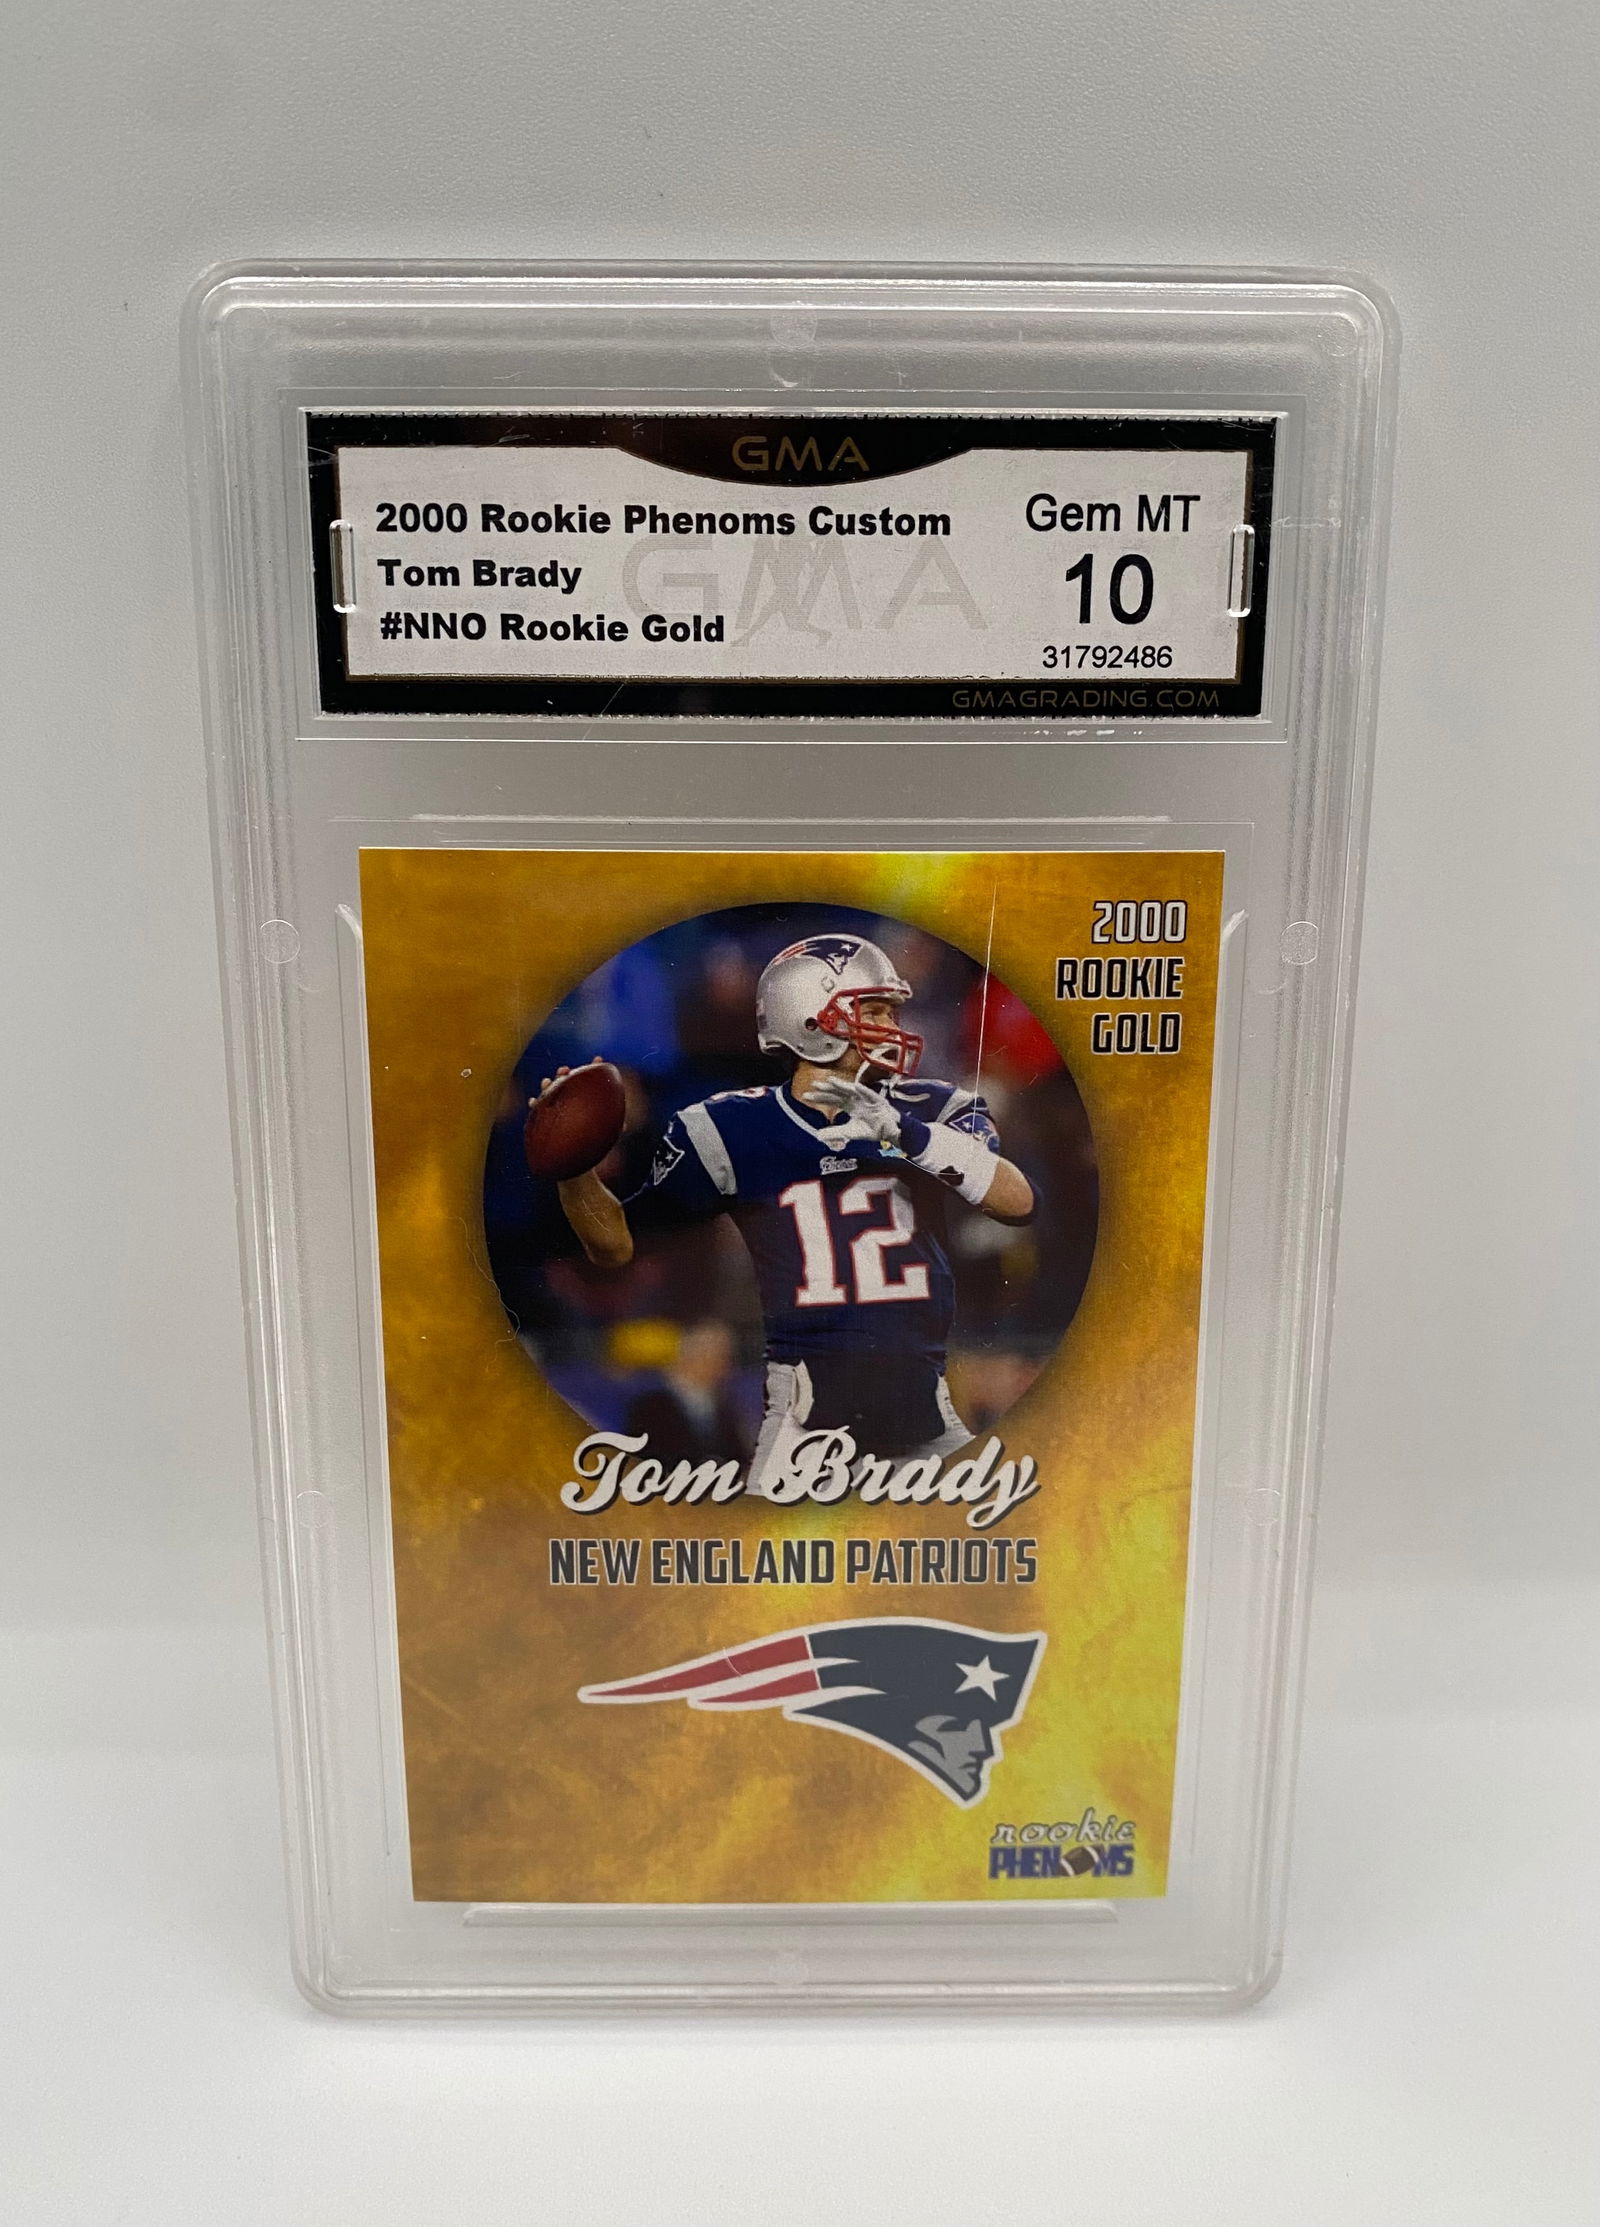 GMA
2000 Rookie Phenoms Custom
Tom Brady
#NNO Rookie Gold
GMA
Gem MT
10
31792486
GMAGRADING.COM
2000
ROOKIE
GOLD
12
Tom Brady
NEW ENGLAND PATRIOTS
rookie
PHENOMS